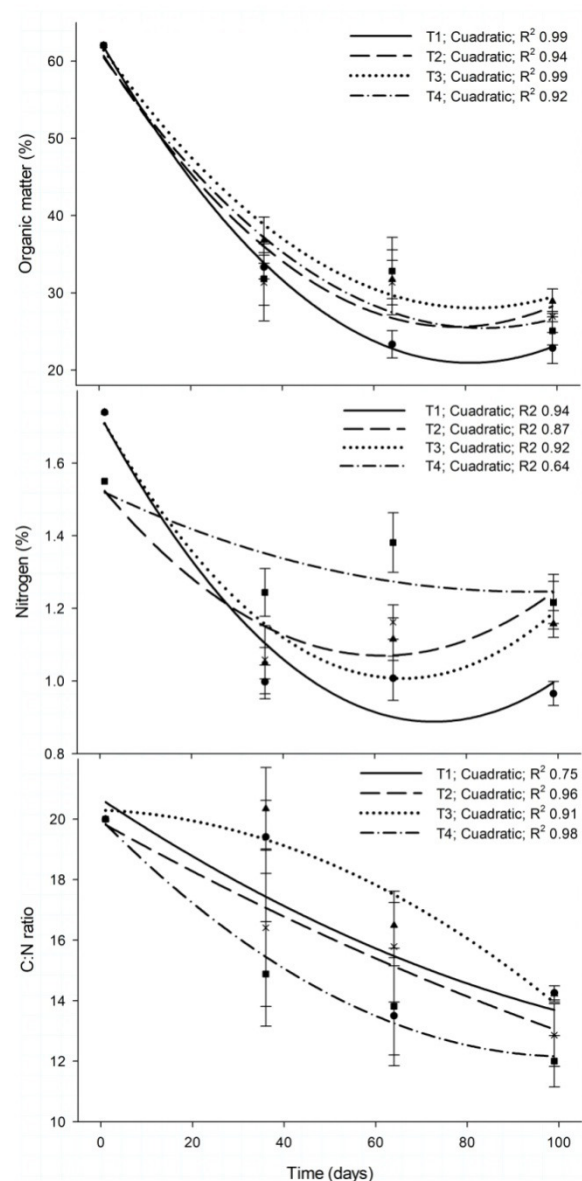 T1; Cuadratic; R² 0.99
T2; Cuadratic; R² 0.94
T3; Cuadratic; R² 0.99
T4; Cuadratic; R² 0.92
60
50
40
30
20
Organic matter (%)
T1; Cuadratic; R2 0.94
T2; Cuadratic; R2 0.87
T3; Cuadratic; R2 0.92
T4; Cuadratic; R2 0.64
1.6
1.4
1.2
1.0
0.8
Nitrogen (%)
T1; Cuadratic; R² 0.75
T2; Cuadratic; R² 0.96
T3; Cuadratic; R² 0.91
T4; Cuadratic; R² 0.98
20
18
16
14
12
10
C:N ratio
0 20 40 60 80 100
Time (days)